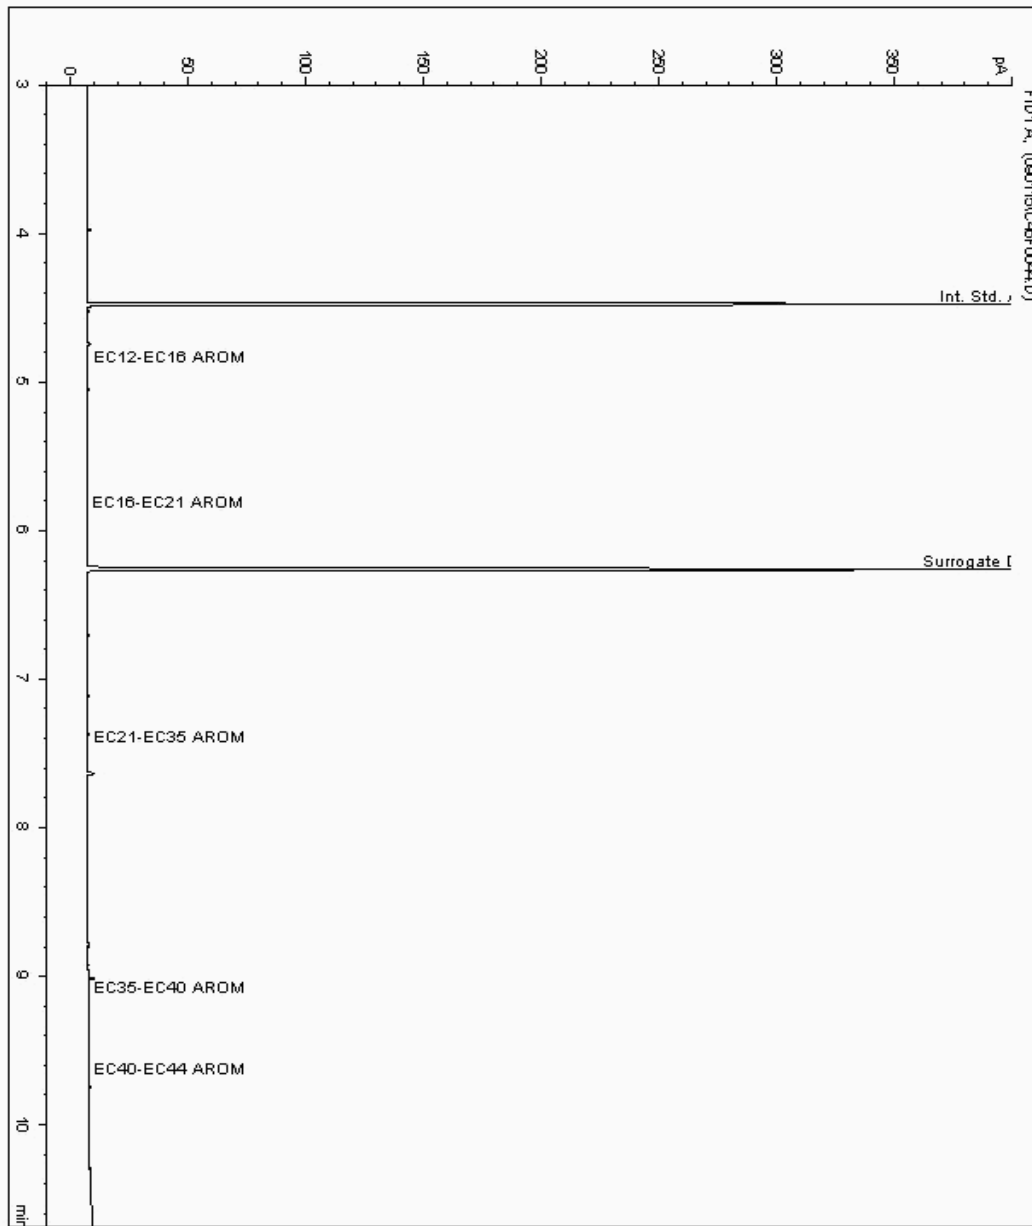 0 50 100 150 200 250 300 350 pA
3
4
Int. Std.
EC12-EC16 AROM
5
EC16-EC21 AROM
6
Surrogate
7
EC21-EC35 AROM
8
9
EC35-EC40 AROM
EC40-EC44 AROM
10